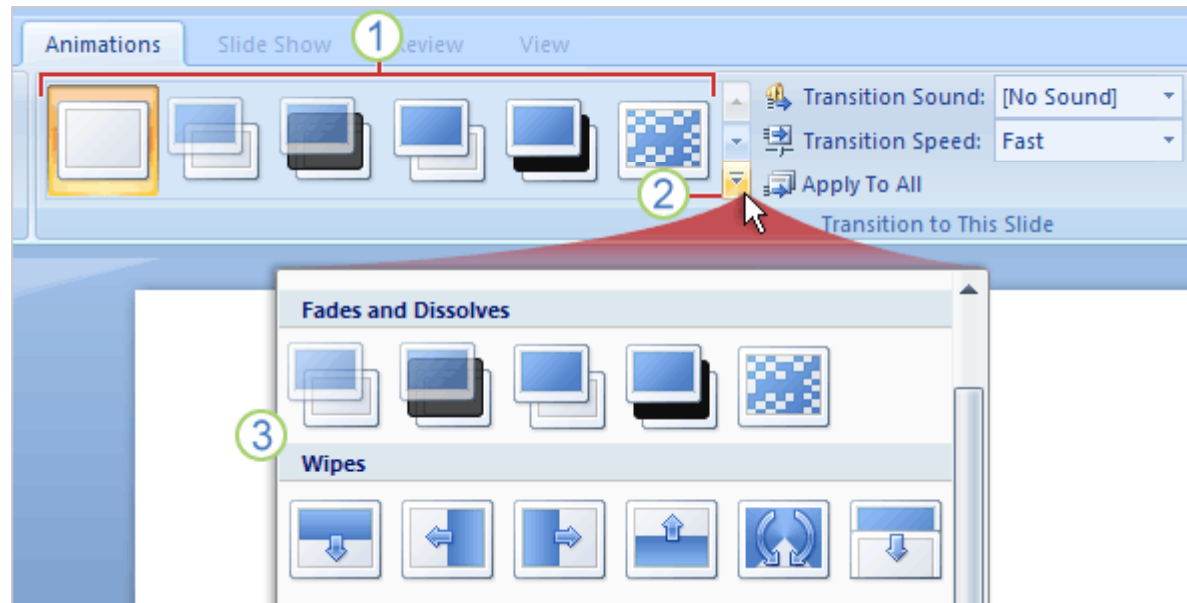 Animations Slide Show Review View
1
Transition Sound: [No Sound]
Transition Speed: Fast
2 Apply To All
Transition to This Slide
Fades and Dissolves
3
Wipes